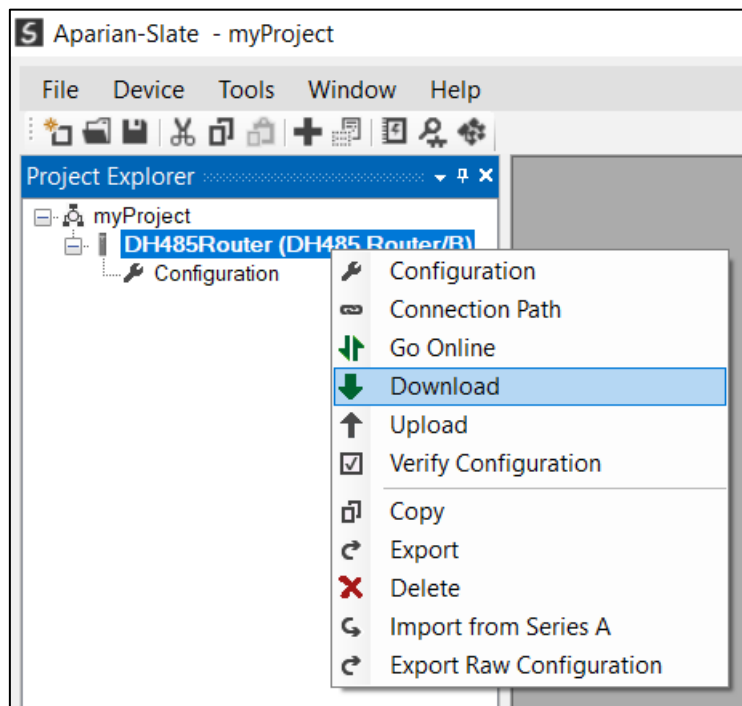 Aparian-Slate - myProject
File Device Tools Window Help
Project Explorer
myProject
DH485Router (DH485 Router/B)
Configuration
Configuration
Connection Path
Go Online
Download
Upload
Verify Configuration
Copy
Export
Delete
Import from Series A
Export Raw Configuration